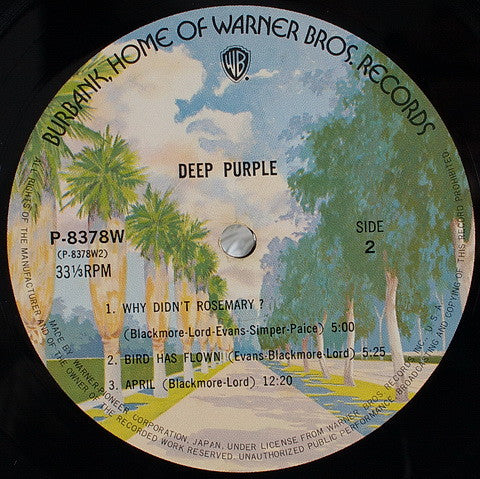 BURBANK, HOME OF WARNER BROS. RECORDS
WB
DEEP PURPLE
P-8378W
(P-8378W2)
33⅓RPM
SIDE
2
1. WHY DIDN'T ROSEMARY?
(Blackmore-Lord-Evans-Simper-Paice) 5:00
2. BIRD HAS FLOWN (Evans-Blackmore-Lord) 5:25
3. APRIL (Blackmore-Lord) 12:20
MADE BY WARNER-PIONEER CORPORATION, JAPAN, UNDER LICENSE FROM WARNER BROS RECORDS INC., U.S.A.
ALL RIGHTS OF THE MANUFACTURER AND OF THE OWNER OF THE RECORDED WORK RESERVED. UNAUTHORIZED PUBLIC PERFORMANCE, BROADCASTING AND COPYING OF THIS RECORD PROHIBITED.